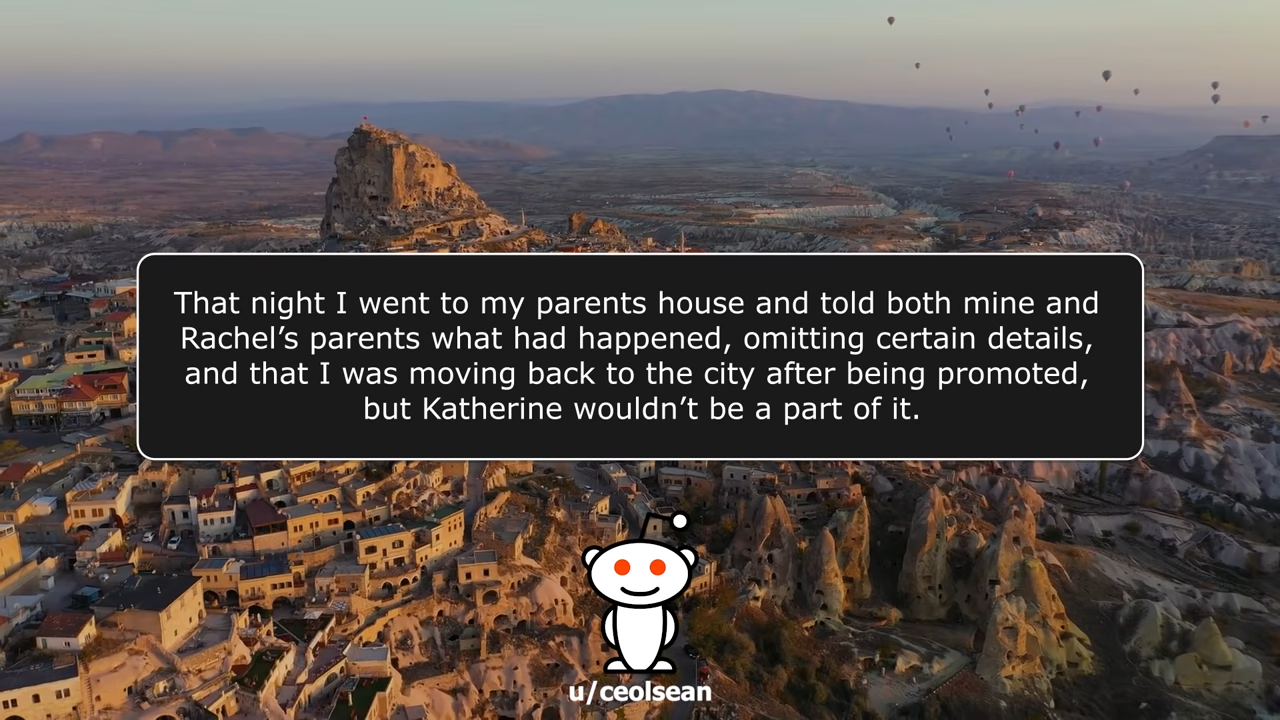 That night I went to my parents house and told both mine and
Rachel’s parents what had happened, omitting certain details,
and that I was moving back to the city after being promoted,
but Katherine wouldn’t be a part of it.
u/ceolsean